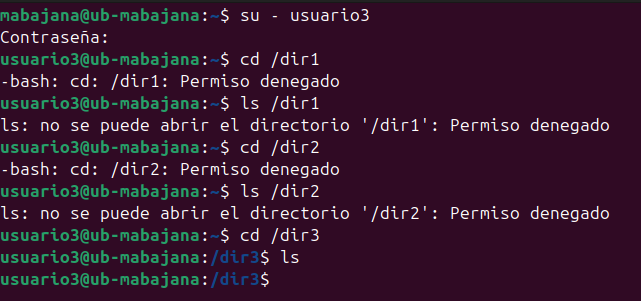 mabajana@ub-mabajana:~$ su - usuario3
Contraseña:
usuario3@ub-mabajana:~$ cd /dir1
-bash: cd: /dir1: Permiso denegado
usuario3@ub-mabajana:~$ ls /dir1
ls: no se puede abrir el directorio '/dir1': Permiso denegado
usuario3@ub-mabajana:~$ cd /dir2
-bash: cd: /dir2: Permiso denegado
usuario3@ub-mabajana:~$ ls /dir2
ls: no se puede abrir el directorio '/dir2': Permiso denegado
usuario3@ub-mabajana:~$ cd /dir3
usuario3@ub-mabajana:/dir3$ ls
usuario3@ub-mabajana:/dir3$